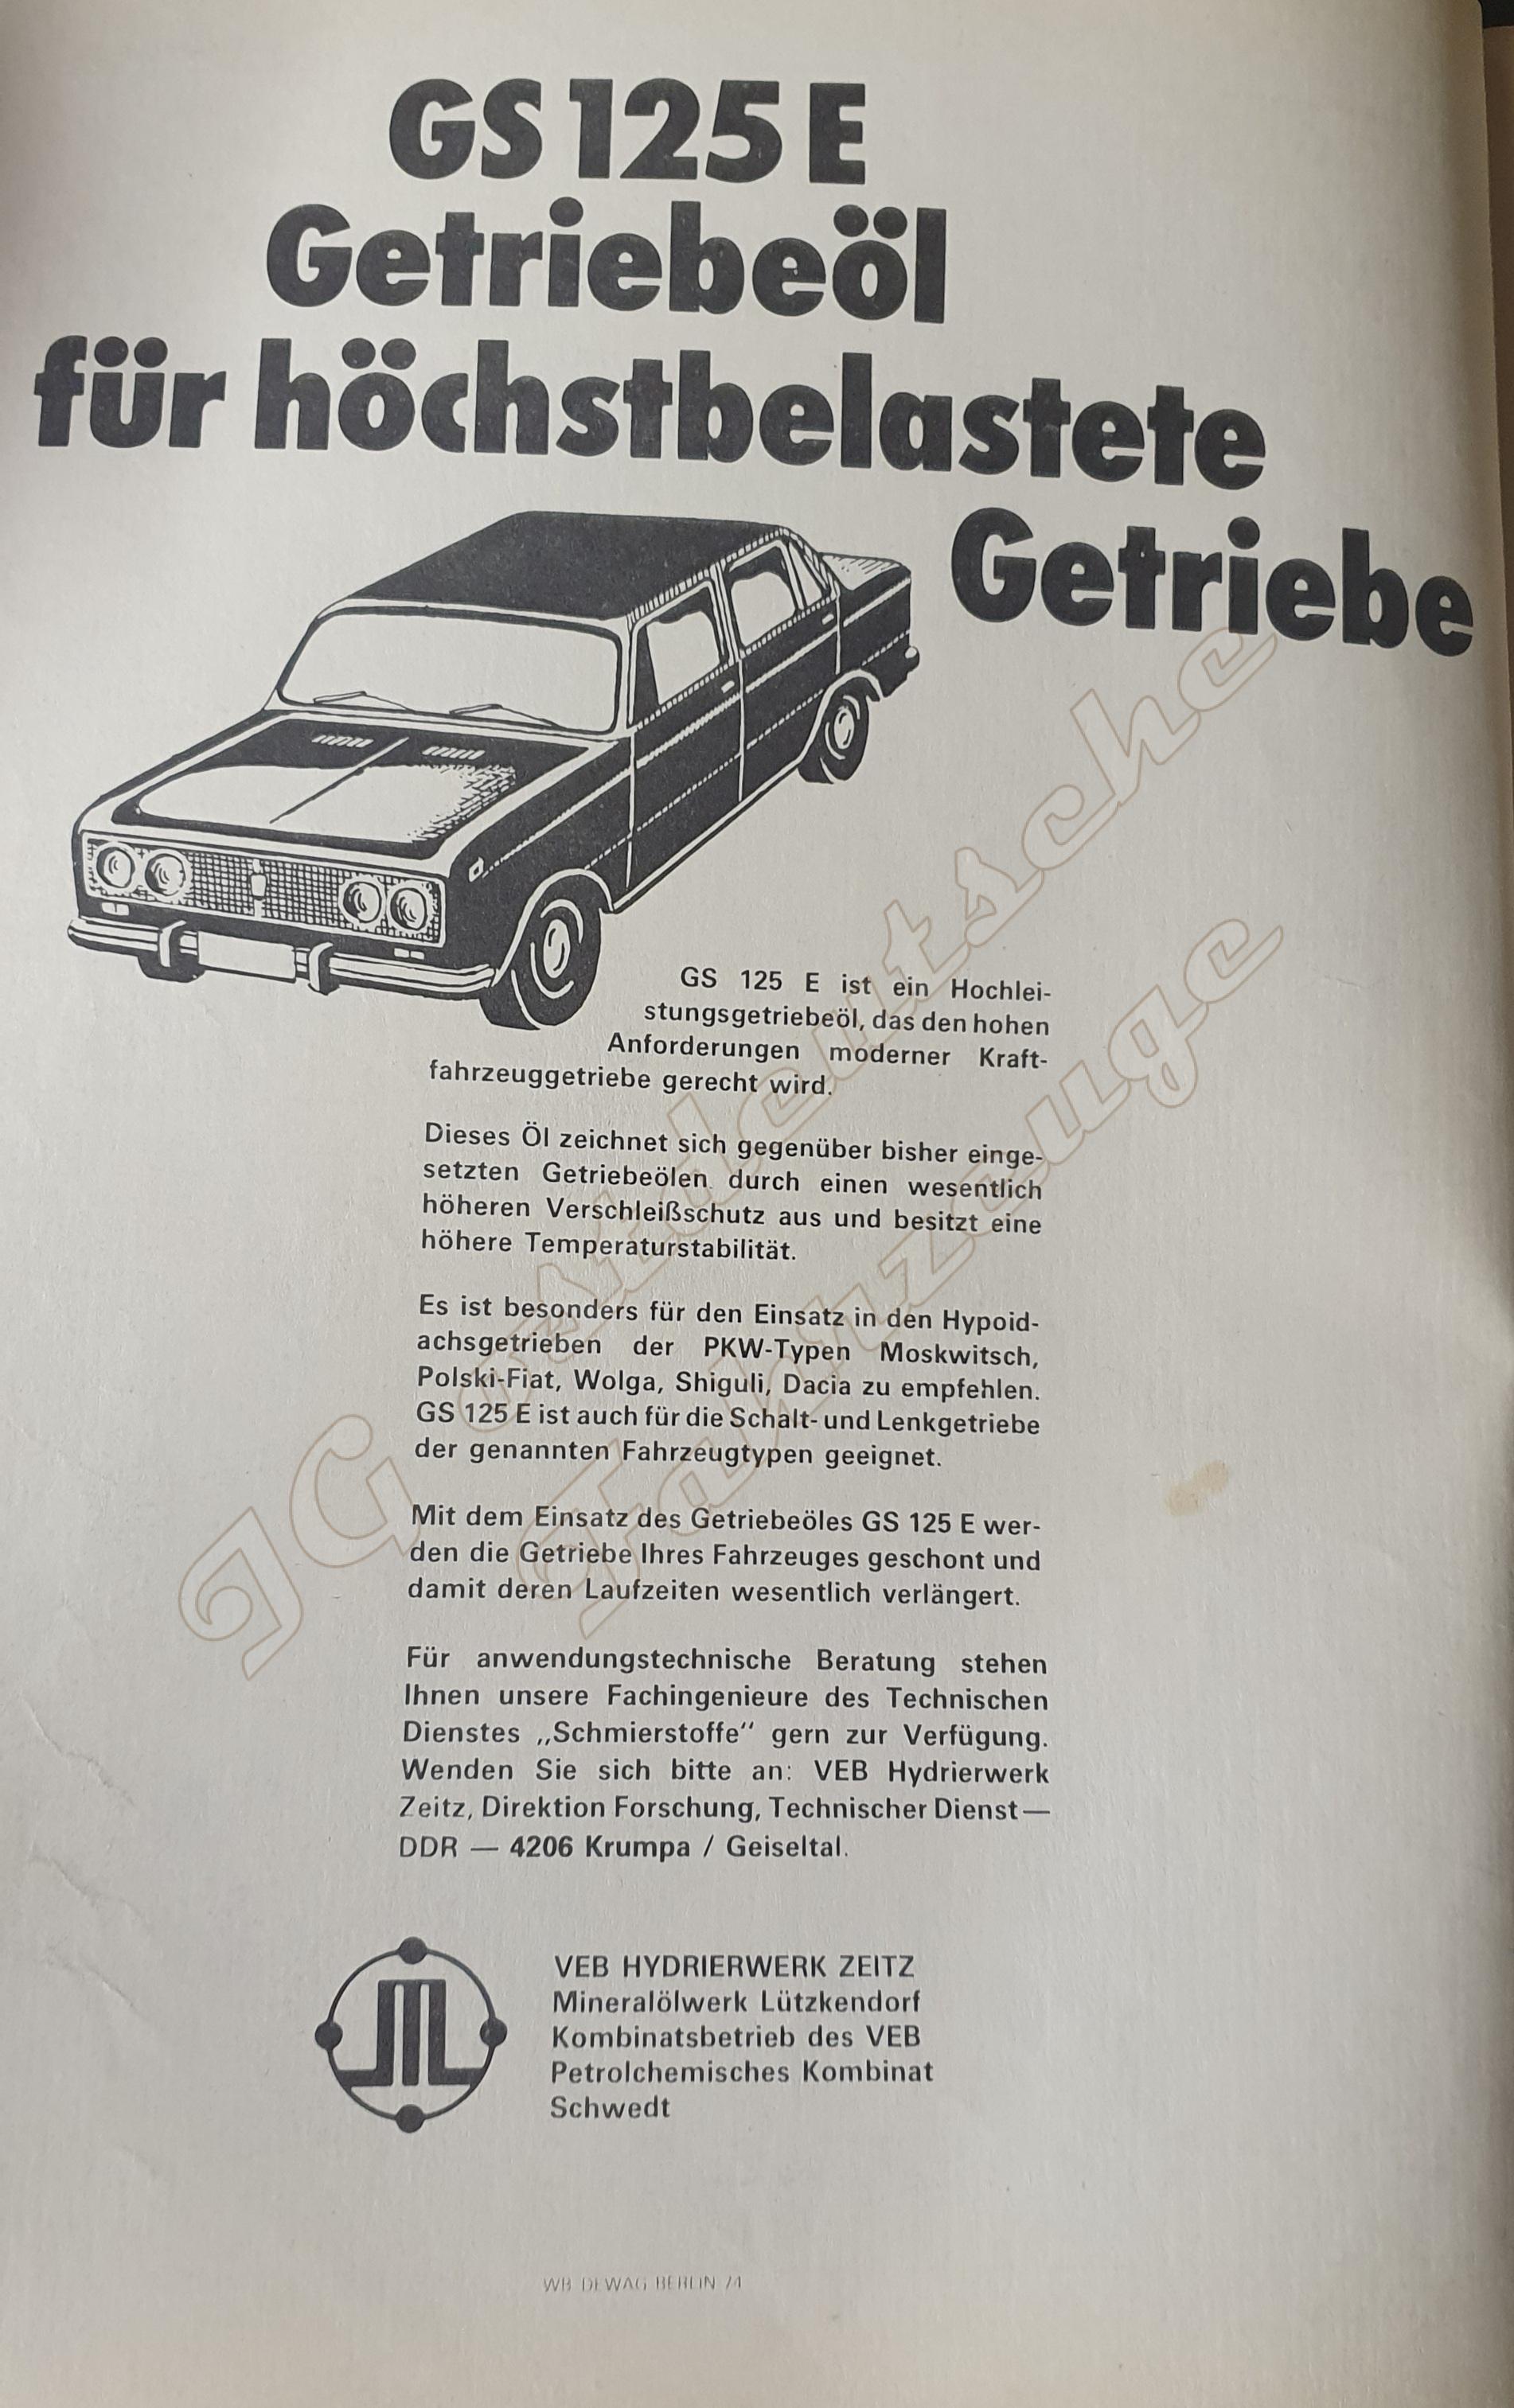 GS 125 E
Getriebeöl
für höchstbelastete
Getriebe
GS 125 E ist ein Hochlei-
stungsgetriebeöl, das den hohen
Anforderungen moderner Kraft-
fahrzeuggetriebe gerecht wird.
Dieses Öl zeichnet sich gegenüber bisher einge-
setzten Getriebeölen durch einen wesentlich
höheren Verschleißschutz aus und besitzt eine
höhere Temperaturstabilität.
Es ist besonders für den Einsatz in den Hypoid-
achsgetrieben der PKW-Typen Moskwitsch,
Polski-Fiat, Wolga, Shiguli, Dacia zu empfehlen.
GS 125 E ist auch für die Schalt- und Lenkgetriebe
der genannten Fahrzeugtypen geeignet.
Mit dem Einsatz des Getriebeöles GS 125 E wer-
den die Getriebe Ihres Fahrzeuges geschont und
damit deren Laufzeiten wesentlich verlängert.
Für anwendungstechnische Beratung stehen
Ihnen unsere Fachingenieure des Technischen
Dienstes „Schmierstoffe“ gern zur Verfügung.
Wenden Sie sich bitte an: VEB Hydrierwerk
Zeitz, Direktion Forschung, Technischer Dienst —
DDR — 4206 Krumpa / Geiseltal.
VEB HYDRIERWERK ZEITZ
Mineralölwerk Lützkendorf
Kombinatsbetrieb des VEB
Petrolchemisches Kombinat
Schwedt
WB DEWAG BERLIN 74
IG ostdeutsche
Fahrzeuge